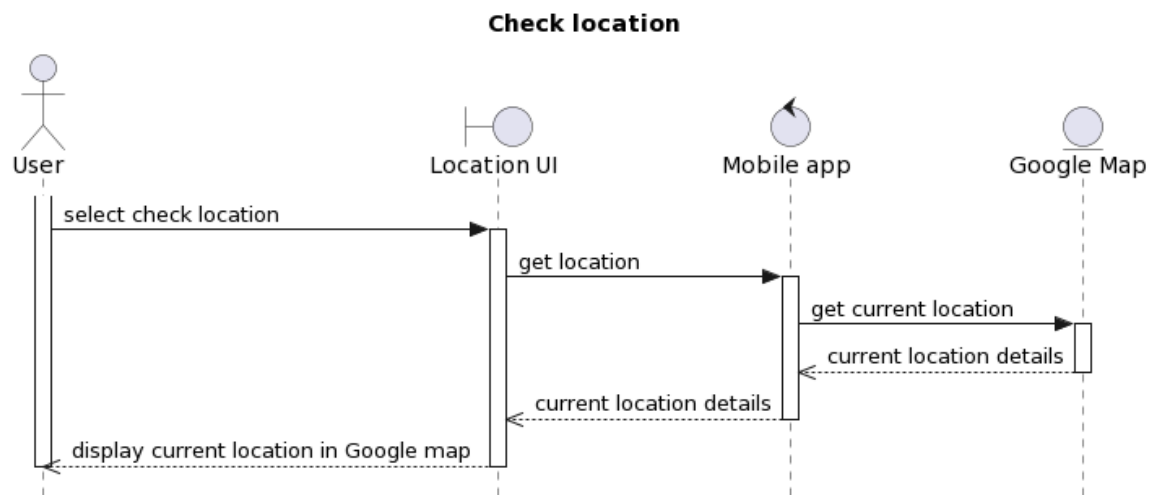 Check location
User
Location UI
Mobile app
Google Map
select check location
get location
get current location
current location details
current location details
display current location in Google map